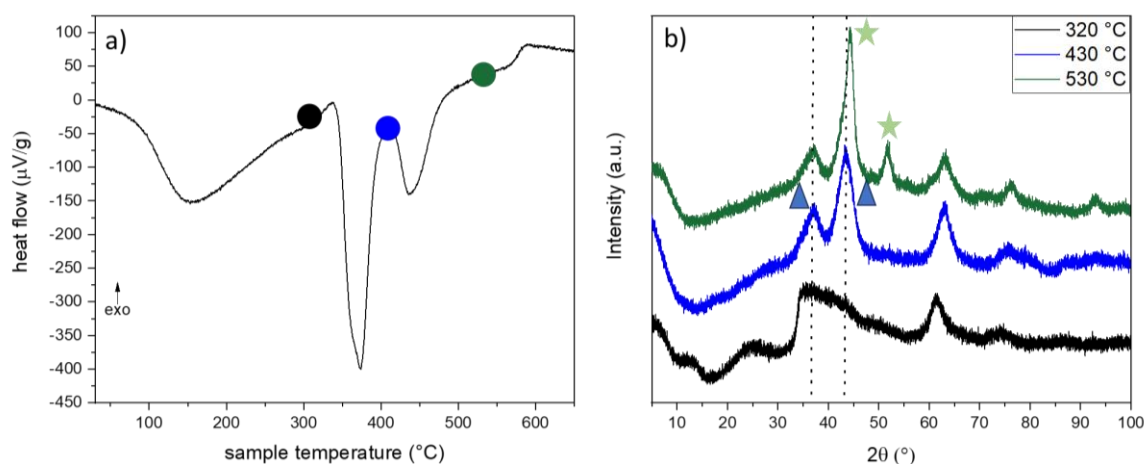 a)
100
50
0
-50
-100
-150
-200
-250
-300
-350
-400
-450
heat flow (µV/g)
exo
100
200
300
400
500
600
sample temperature (°C)
b)
320 °C
430 °C
530 °C
Intensity (a.u.)
10
20
30
40
50
60
70
80
90
100
2θ (°)